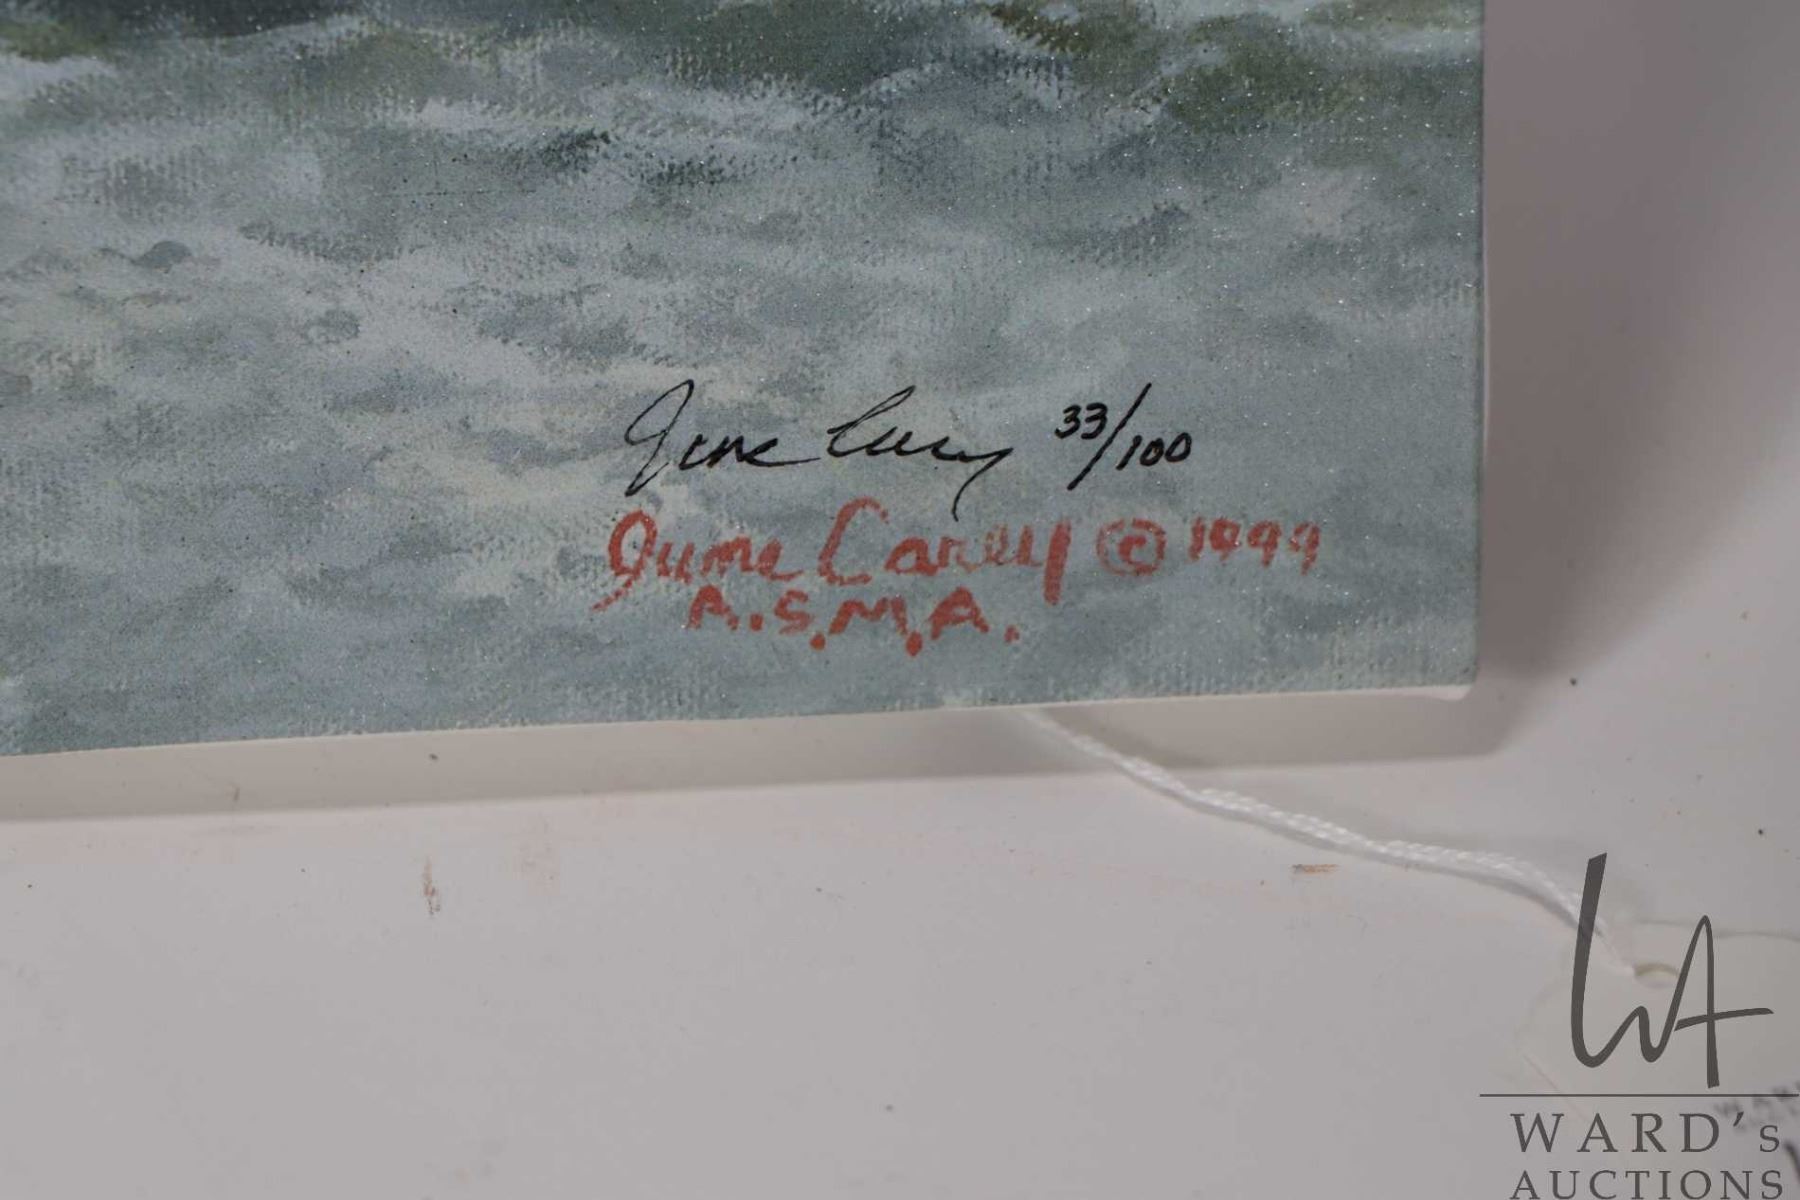 June Carey 33/100
June Carey © 1999
A.S.M.A.
WARD's
AUCTIONS